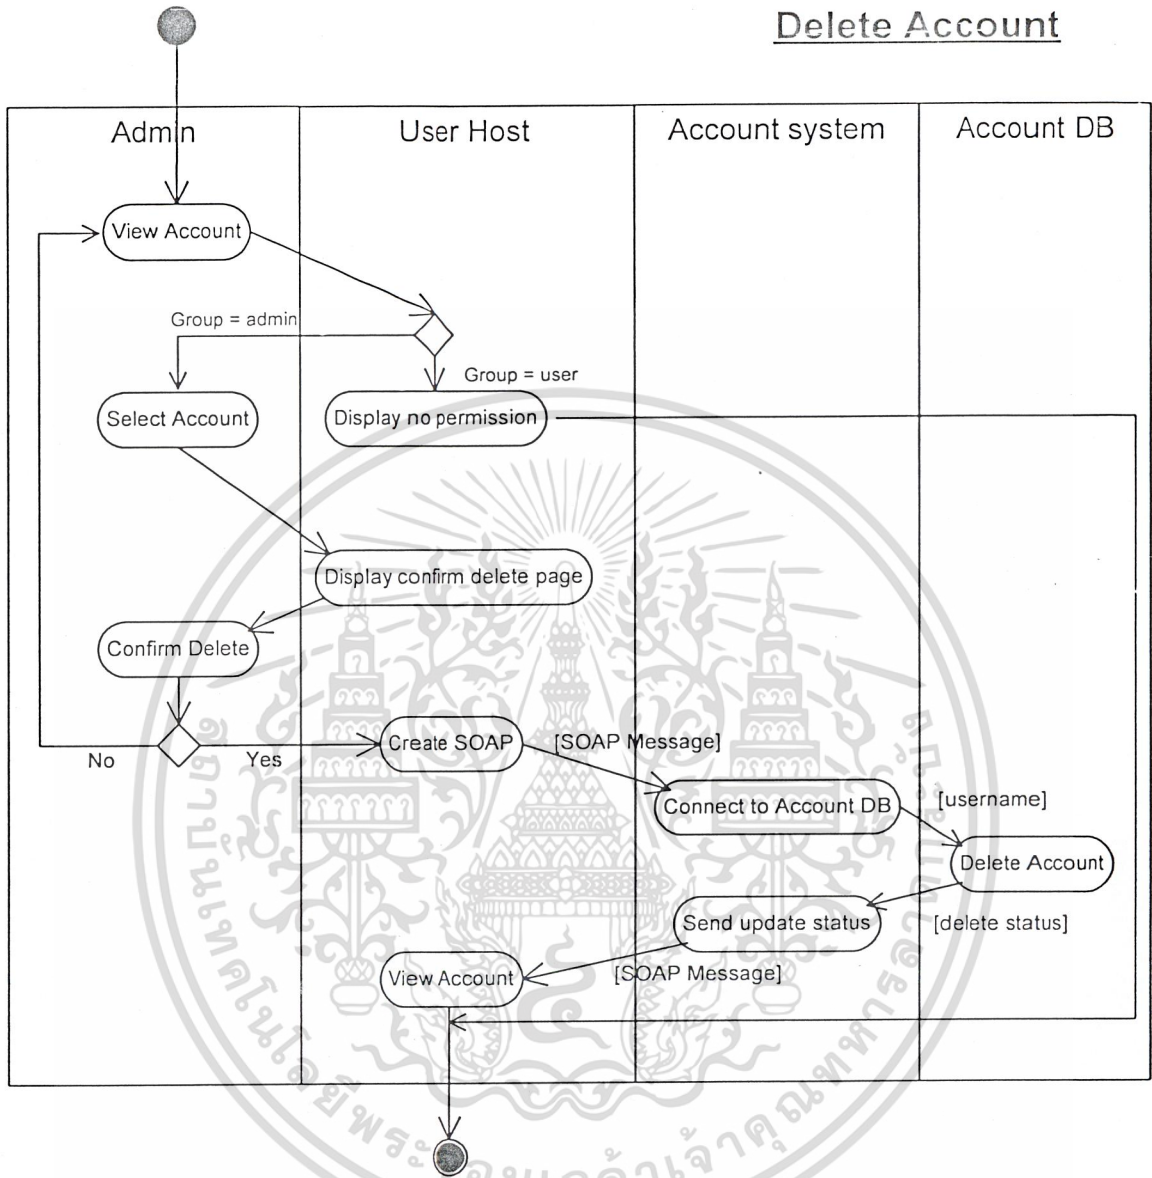 Delete Account
Admin
User Host
Account system
Account DB
View Account
Group = admin
Group = user
Select Account
Display no permission
Display confirm delete page
Confirm Delete
No
Yes
Create SOAP
[SOAP Message]
Connect to Account DB
[username]
Delete Account
Send update status
[delete status]
View Account
[SOAP Message]